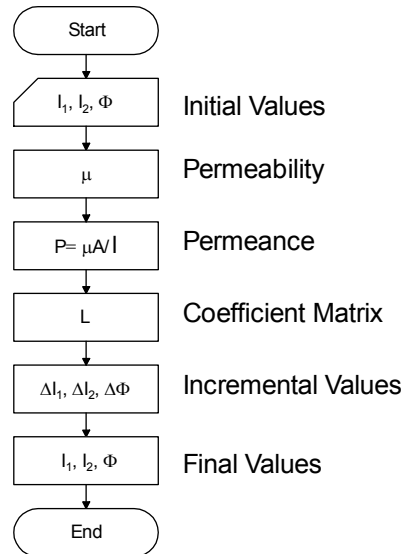 Start
I₁, I₂, Φ Initial Values
μ Permeability
P= μA/l Permeance
L Coefficient Matrix
ΔI₁, ΔI₂, ΔΦ Incremental Values
I₁, I₂, Φ Final Values
End